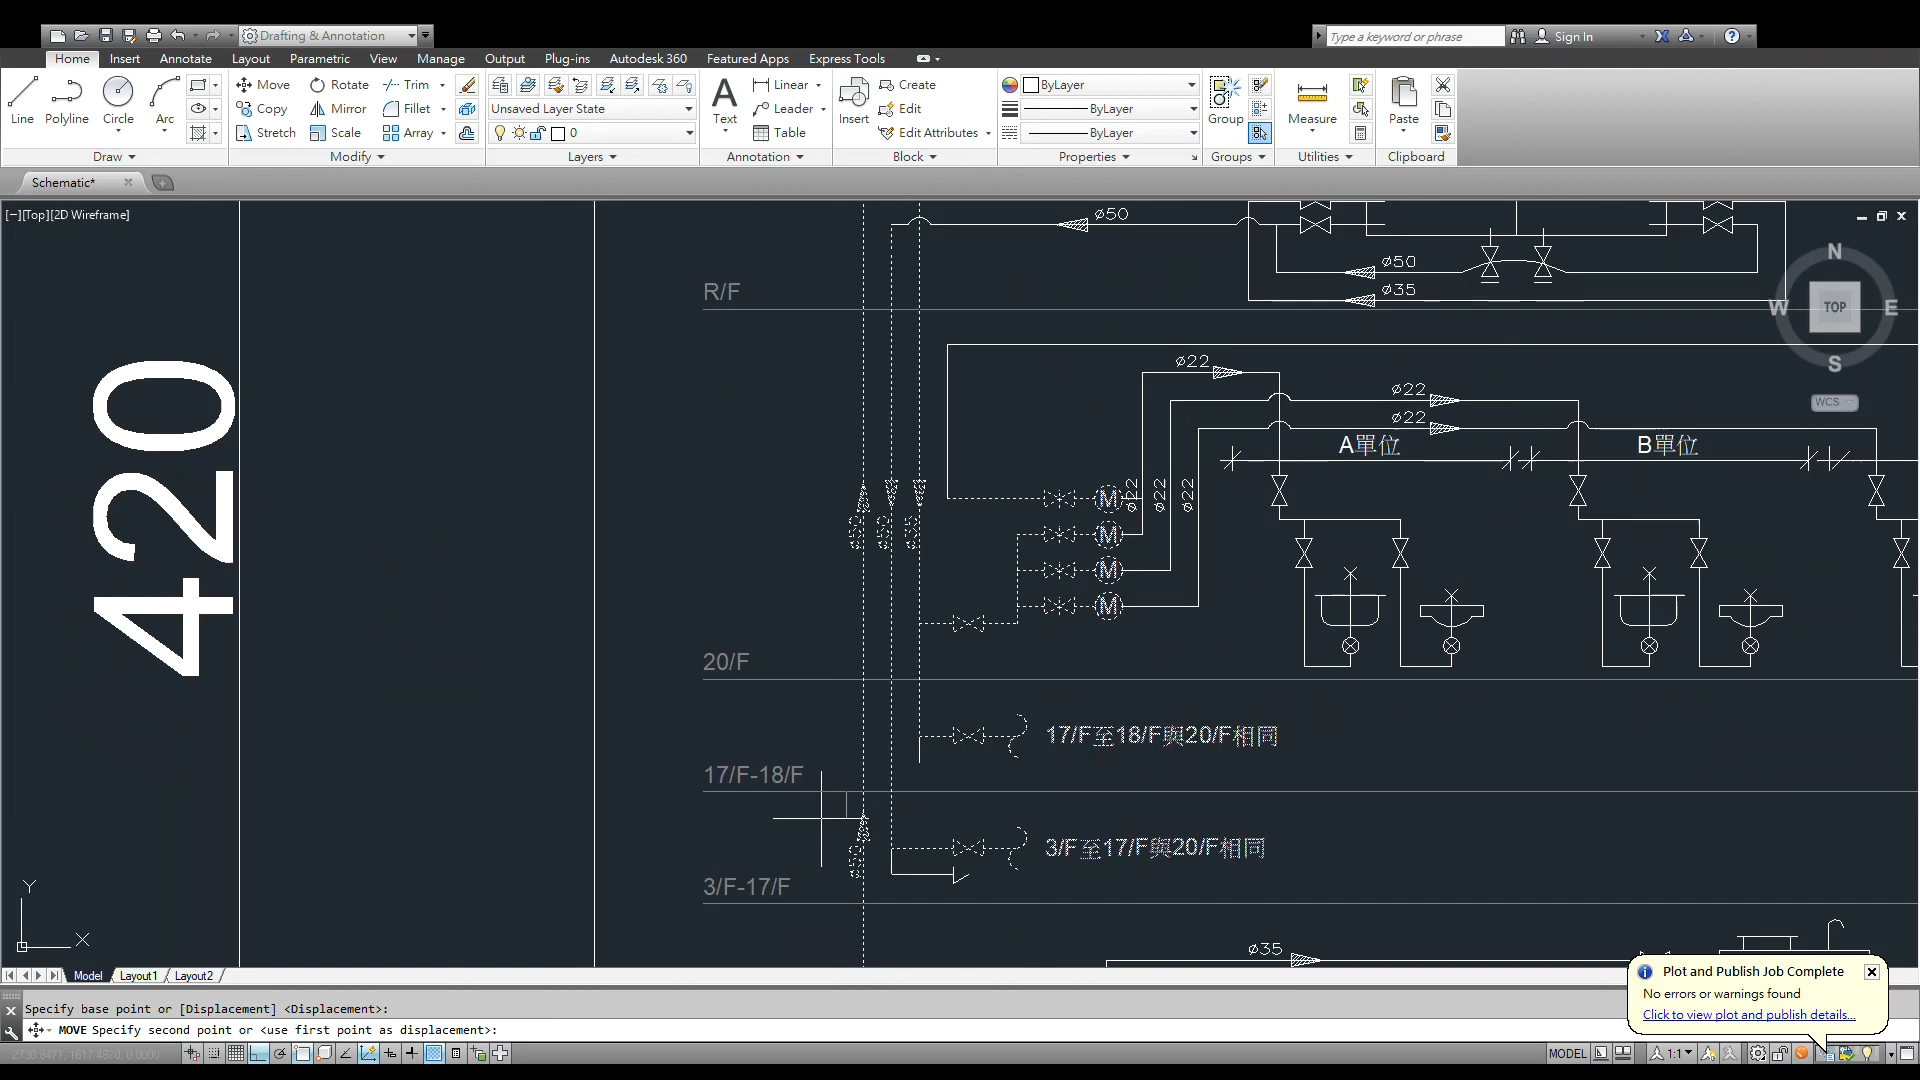 Drafting & Annotation
Type a keyword or phrase
Sign In
Home Insert Annotate Layout Parametric View Manage Output Plug-ins Autodesk 360 Featured Apps Express Tools
Line
Polyline
Circle
Arc
Move Rotate Trim
Copy Mirror Fillet
Stretch Scale Array
Unsaved Layer State
0
Text
Linear
Leader
Table
Insert
Create
Edit
Edit Attributes
ByLayer
ByLayer
ByLayer
Group
Measure
Paste
Draw Modify Layers Annotation Block Properties Groups Utilities Clipboard
Schematic*
[−][Top][2D Wireframe]
ø50
N
ø50
R/F
ø35
W TOP E
S
WCS
ø22
ø22
ø22
A單位 B單位
420
M
M
M
M
ø22 ø22 ø22
ø50 ø50 ø35
20/F
17/F至18/F與20/F相同
17/F-18/F
3/F至17/F與20/F相同
ø50
3/F-17/F
ø35
Y
X
Model Layout1 Layout2
Plot and Publish Job Complete
No errors or warnings found
Click to view plot and publish details...
Specify base point or [Displacement] <Displacement>:
MOVE Specify second point or <use first point as displacement>:
MODEL
1:1